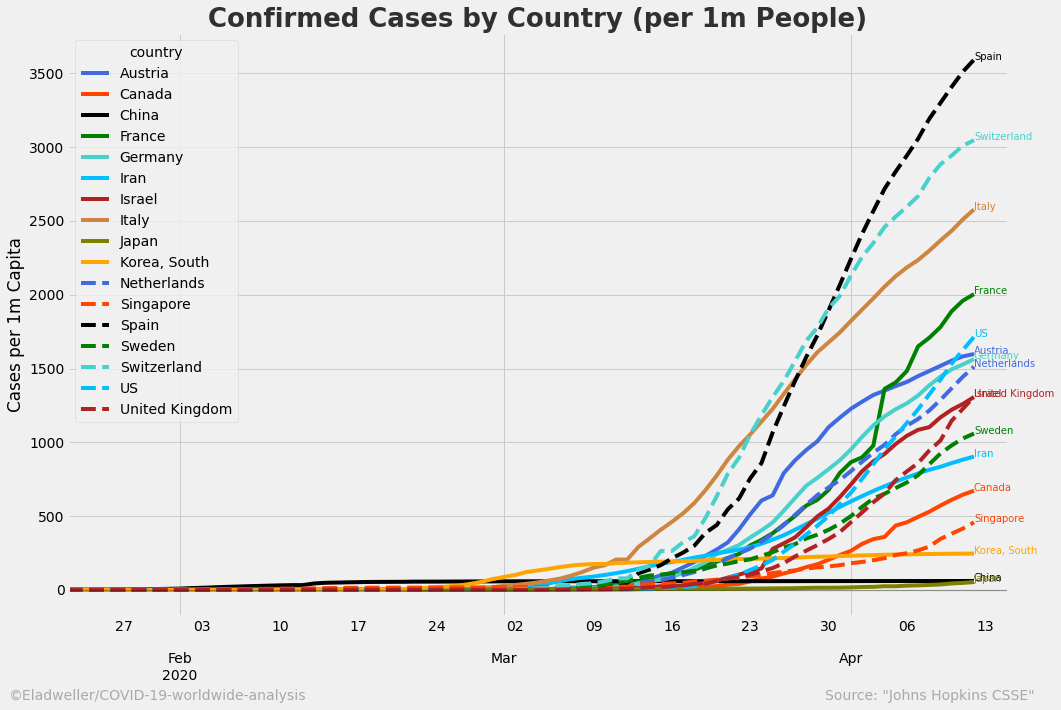 Confirmed Cases by Country (per 1m People)
Cases per 1m Capita
3500
3000
2500
2000
1500
1000
500
0
country
Austria
Canada
China
France
Germany
Iran
Israel
Italy
Japan
Korea, South
Netherlands
Singapore
Spain
Sweden
Switzerland
US
United Kingdom
Spain
Switzerland
Italy
France
US
Austria
Germany
Netherlands
Israel
United Kingdom
Sweden
Iran
Canada
Singapore
Korea, South
China
Japan
27 03 10 17 24 02 09 16 23 30 06 13
Feb Mar Apr
2020
©Eladweller/COVID-19-worldwide-analysis
Source: "Johns Hopkins CSSE"